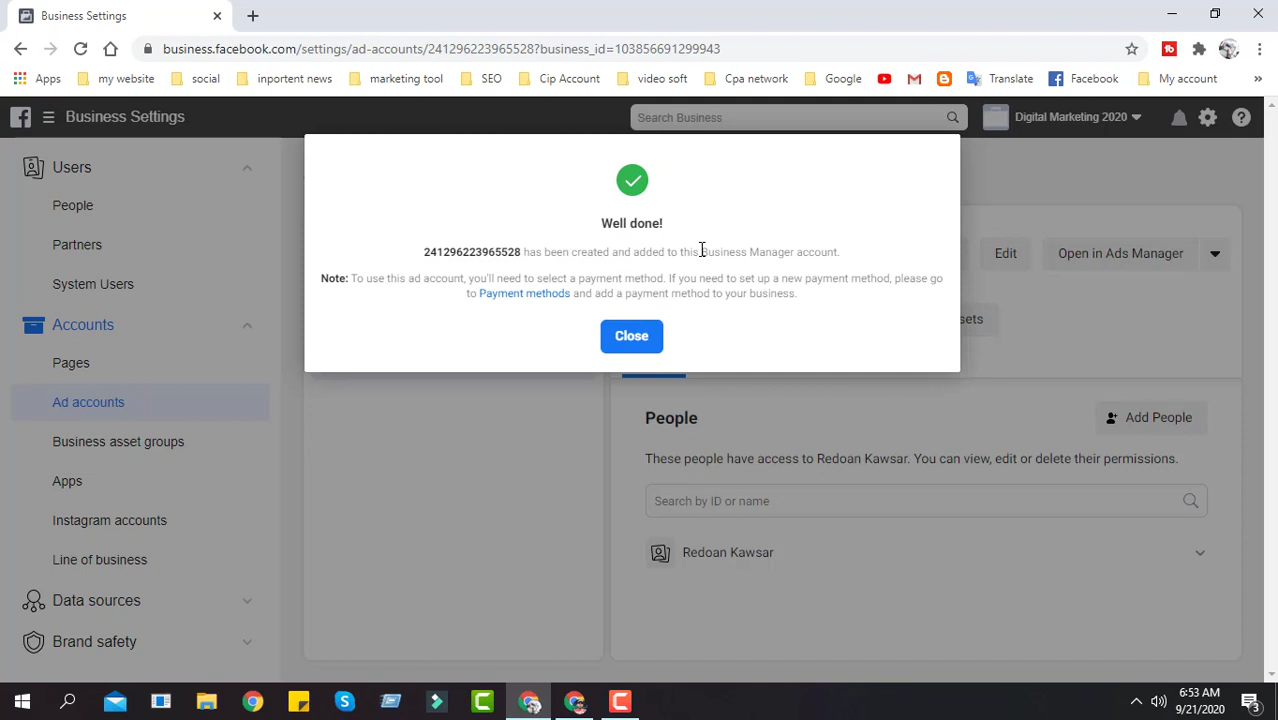 Business Settings
business.facebook.com/settings/ad-accounts/241296223965528?business_id=103856691299943
Apps my website social inportent news marketing tool SEO Cip Account video soft Cpa network Google Translate Facebook My account »
Business Settings
Search Business
Digital Marketing 2020
Users
People
Partners
System Users
Accounts
Pages
Ad accounts
Business asset groups
Apps
Instagram accounts
Line of business
Data sources
Brand safety
Well done!
241296223965528 has been created and added to this Business Manager account.
Note: To use this ad account, you'll need to select a payment method. If you need to set up a new payment method, please go
to Payment methods and add a payment method to your business.
Close
Edit
Open in Ads Manager
sets
People
Add People
These people have access to Redoan Kawsar. You can view, edit or delete their permissions.
Search by ID or name
Redoan Kawsar
6:53 AM
9/21/2020
3